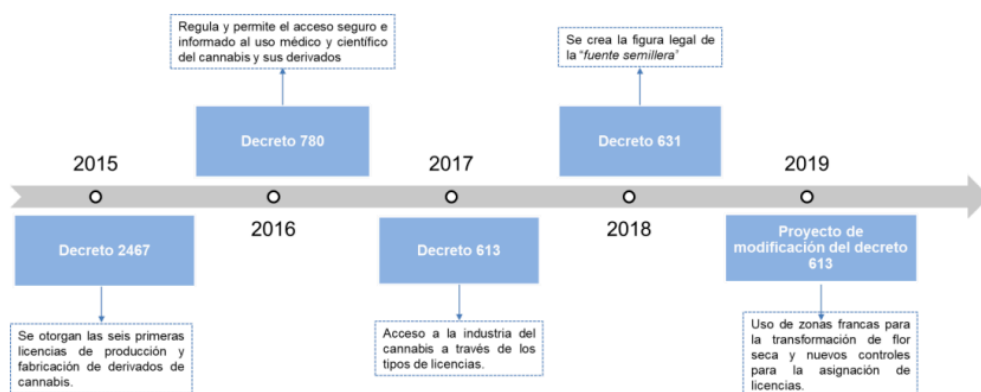 Regula y permite el acceso seguro e
informado al uso médico y científico
del cannabis y sus derivados
Se crea la figura legal de
la "fuente semillera'
Decreto 780
Decreto 631
2015
2017
2019
2016
2018
Decreto 2467
Decreto 613
Proyecto de
modificación del decreto
613
Se otorgan las seis primeras
licencias de producción y
fabricación de derivados de
cannabis.
Acceso a la industria del
cannabis a través de los
tipos de licencias.
Uso de zonas francas para
la transformación de flor
seca y nuevos controles
para la asignación de
licencias.